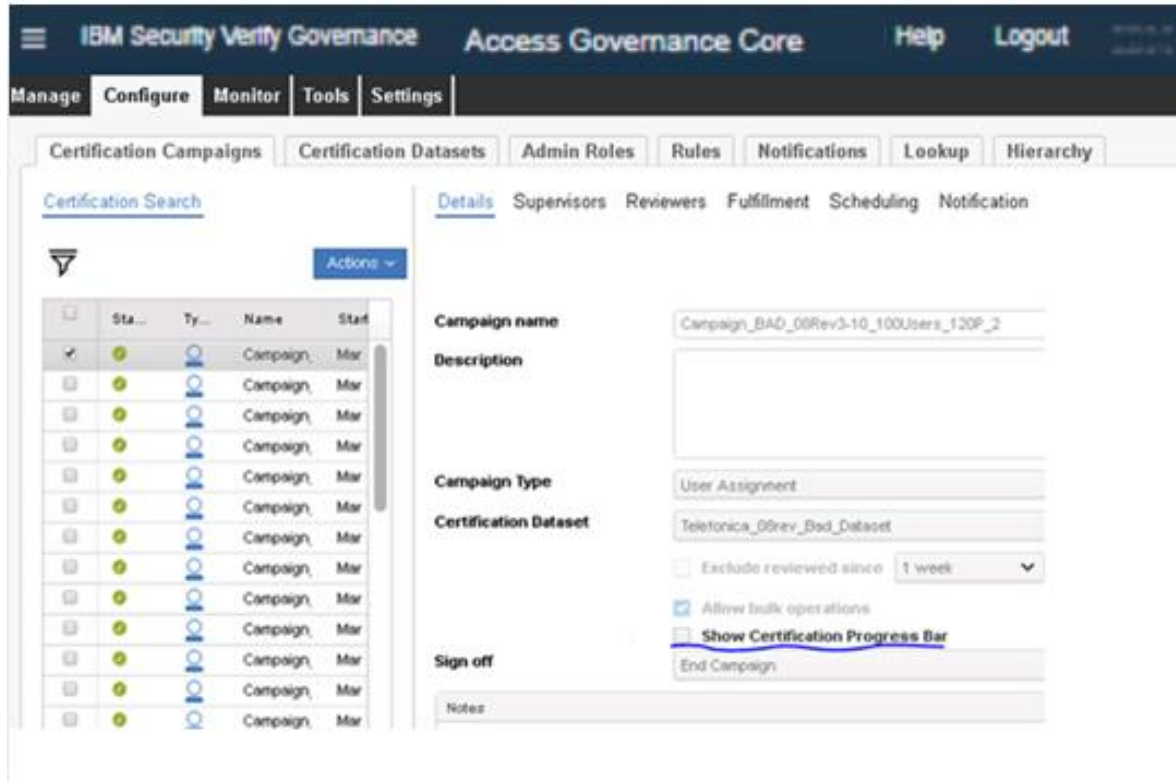 IBM Security Verify Governance Access Governance Core Help Logout
Manage Configure Monitor Tools Settings
Certification Campaigns Certification Datasets Admin Roles Rules Notifications Lookup Hierarchy
Certification Search
Details Supervisors Reviewers Fulfillment Scheduling Notification
Actions
Sta... Ty... Name Start
Campaign, Mar
Campaign, Mar
Campaign, Mar
Campaign, Mar
Campaign, Mar
Campaign, Mar
Campaign, Mar
Campaign, Mar
Campaign, Mar
Campaign, Mar
Campaign, Mar
Campaign, Mar
Campaign, Mar
Campaign name Campaign_BAD_08Rev3-10_100Users_120P_2
Description
Campaign Type User Assignment
Certification Dataset Telefonica_08rev_Bad_Dataset
Exclude reviewed since 1 week
Allow bulk operations
Show Certification Progress Bar
Sign off End Campaign
Notes